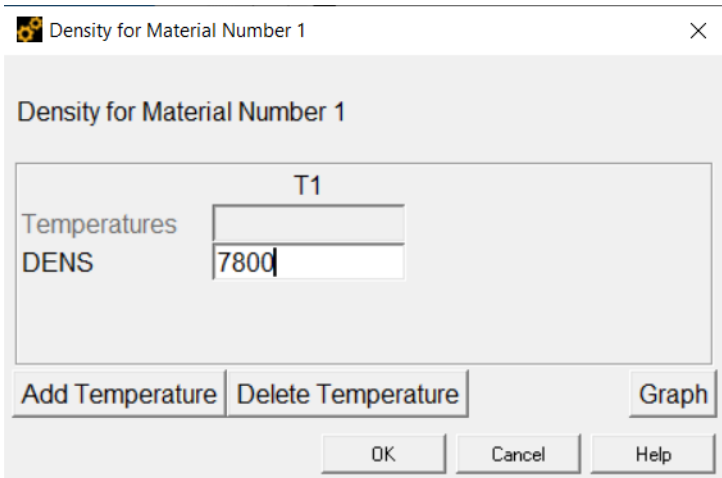 Density for Material Number 1
Density for Material Number 1
T1
Temperatures
DENS 7800
Add Temperature Delete Temperature Graph
OK Cancel Help